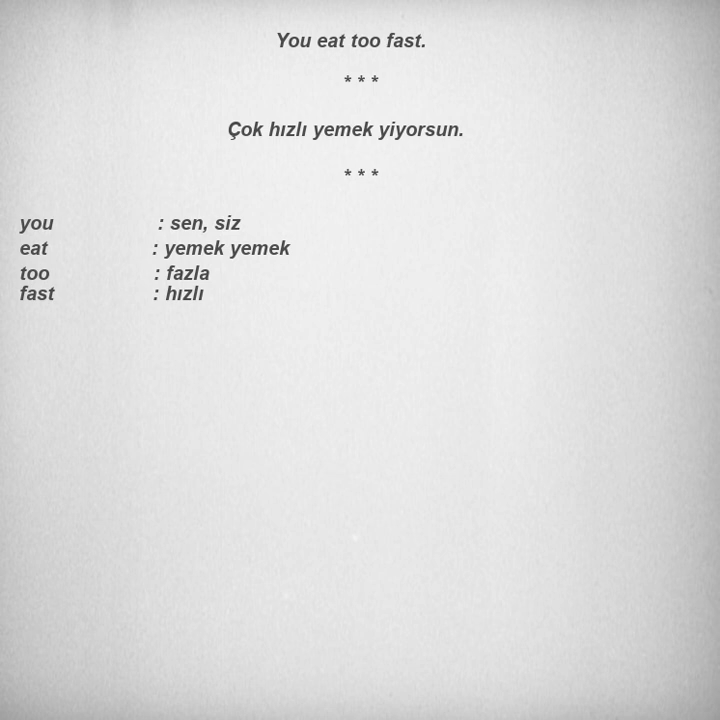 You eat too fast.
* * *
Çok hızlı yemek yiyorsun.
* * *
you : sen, siz
eat : yemek yemek
too : fazla
fast : hızlı